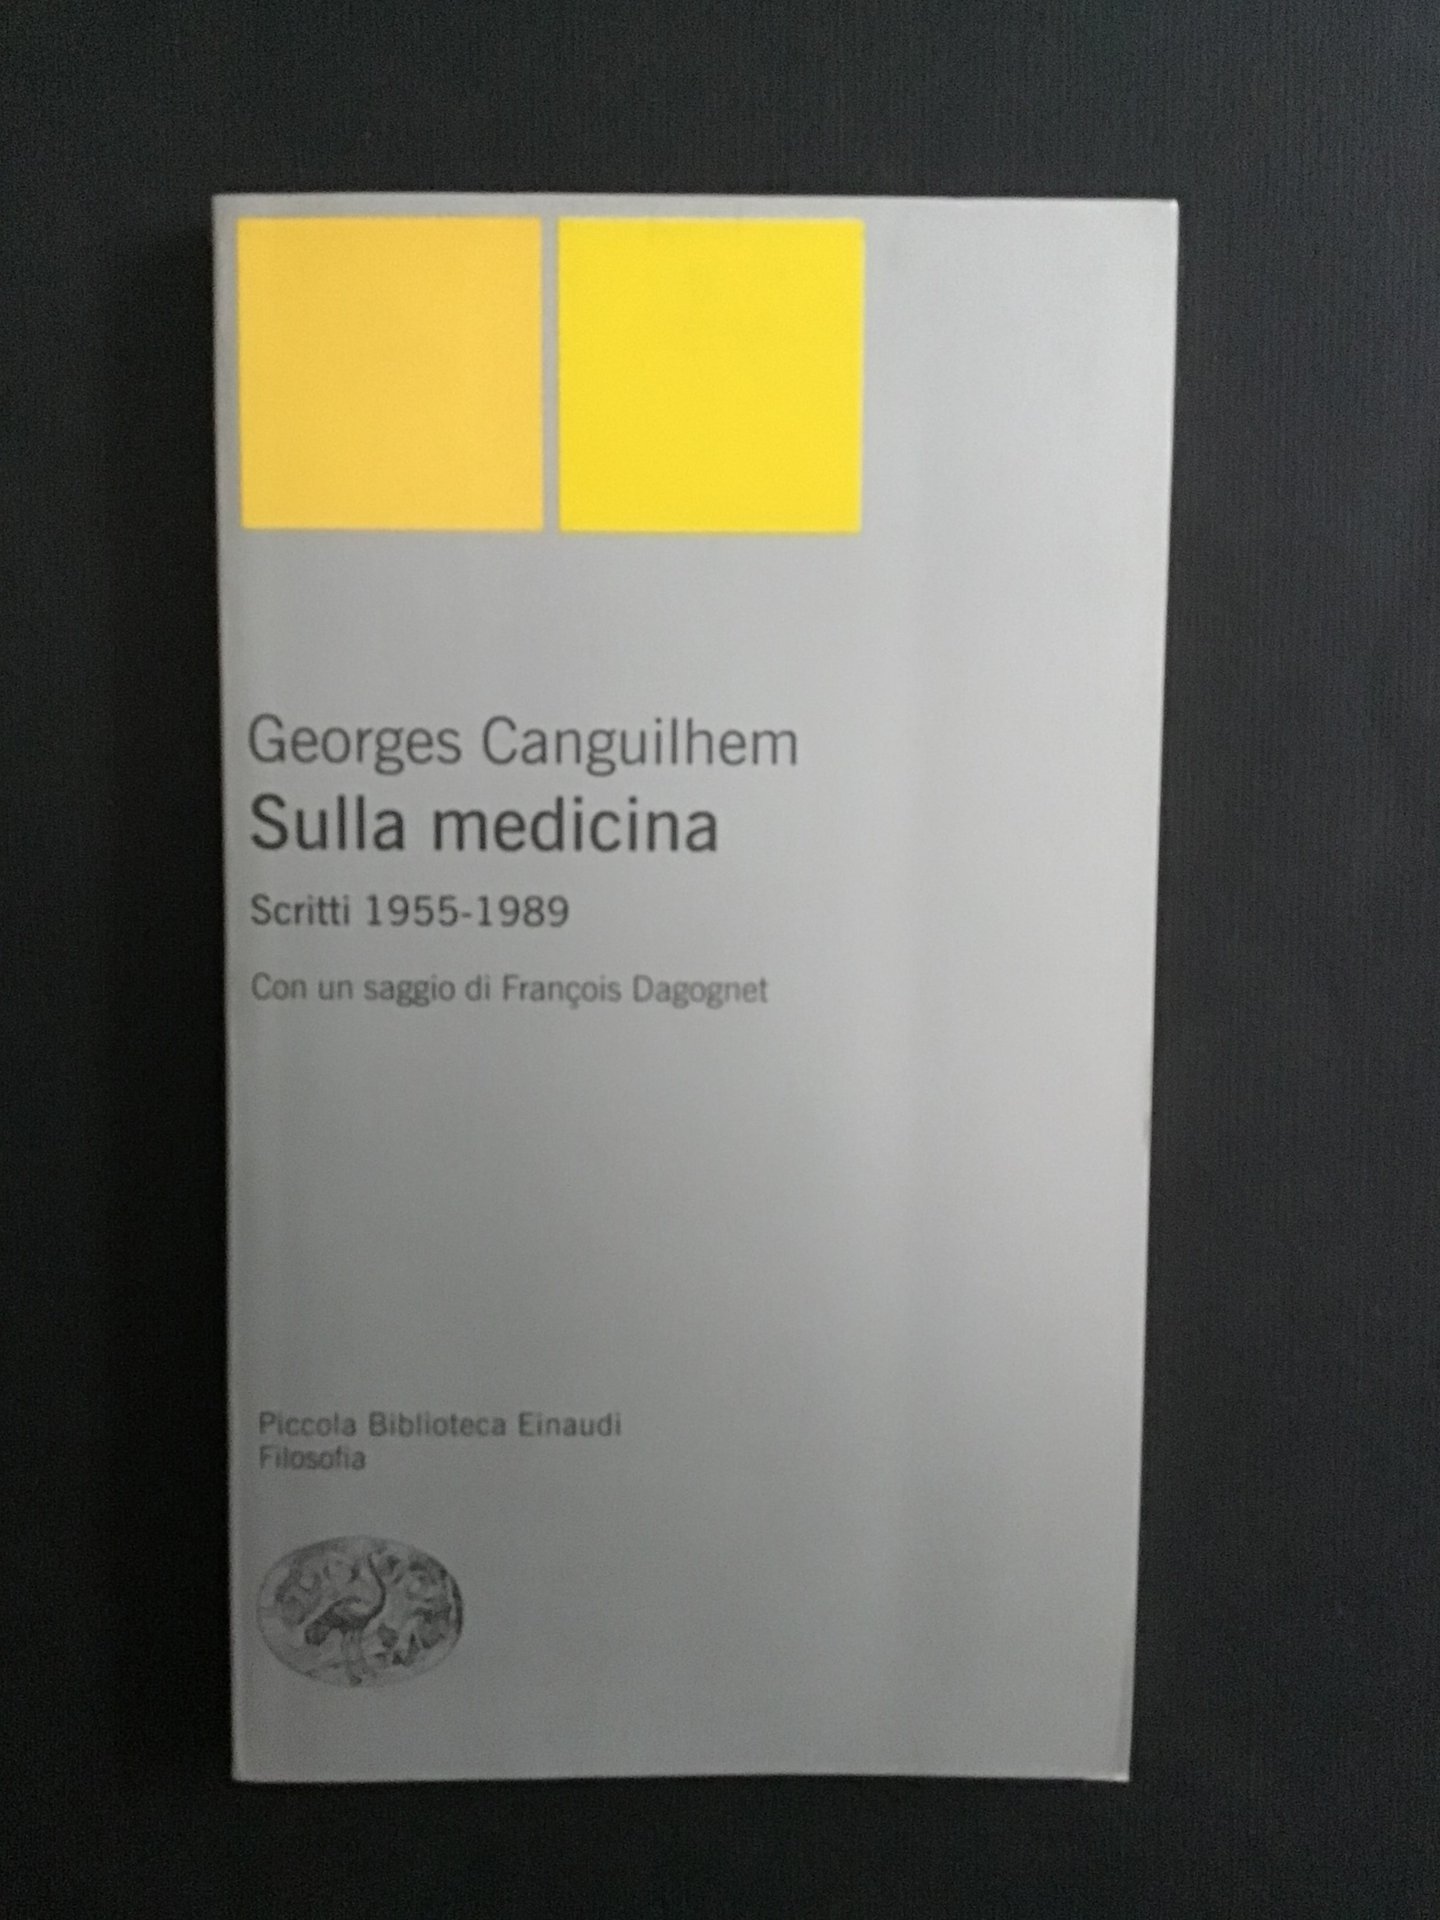 Georges Canguilhem
Sulla medicina
Scritti 1955-1989
Con un saggio di François Dagognet
Piccola Biblioteca Einaudi
Filosofia